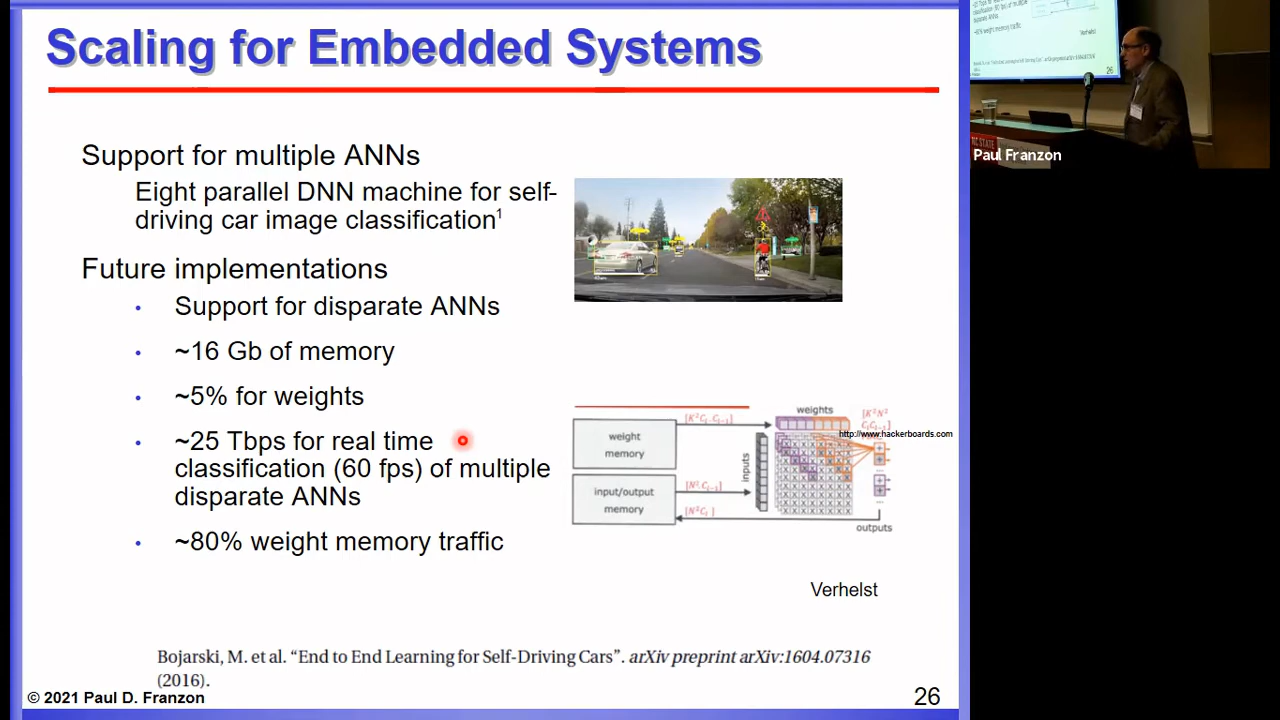 Scaling for Embedded Systems
Support for multiple ANNs
Eight parallel DNN machine for self-
driving car image classification¹
Future implementations
• Support for disparate ANNs
• ~16 Gb of memory
• ~5% for weights
• ~25 Tbps for real time
classification (60 fps) of multiple
disparate ANNs
• ~80% weight memory traffic
weight
memory
input/output
memory
inputs
weights
http://www.hackerboards.com
outputs
Verhelst
Bojarski, M. et al. “End to End Learning for Self-Driving Cars”. arXiv preprint arXiv:1604.07316
(2016).
© 2021 Paul D. Franzon
26
Verhelst
26
Paul Franzon